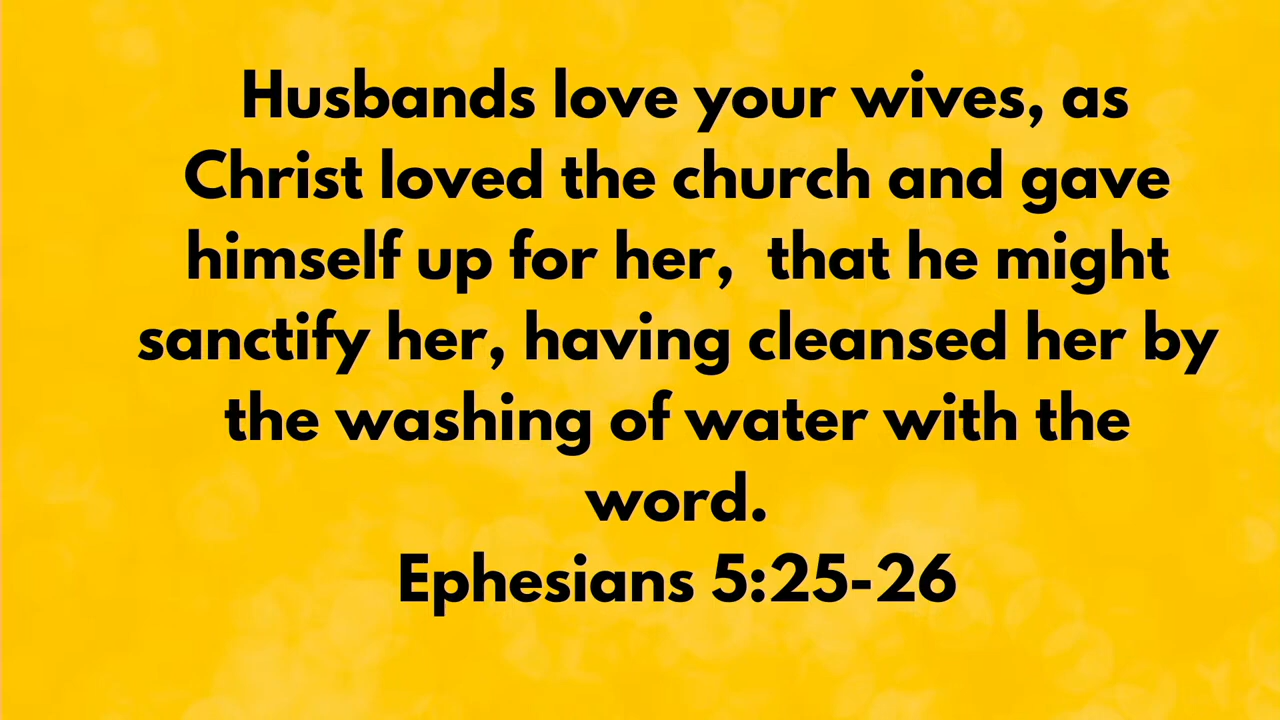 Husbands love your wives, as
Christ loved the church and gave
himself up for her,  that he might
sanctify her, having cleansed her by
the washing of water with the
word.
Ephesians 5:25-26